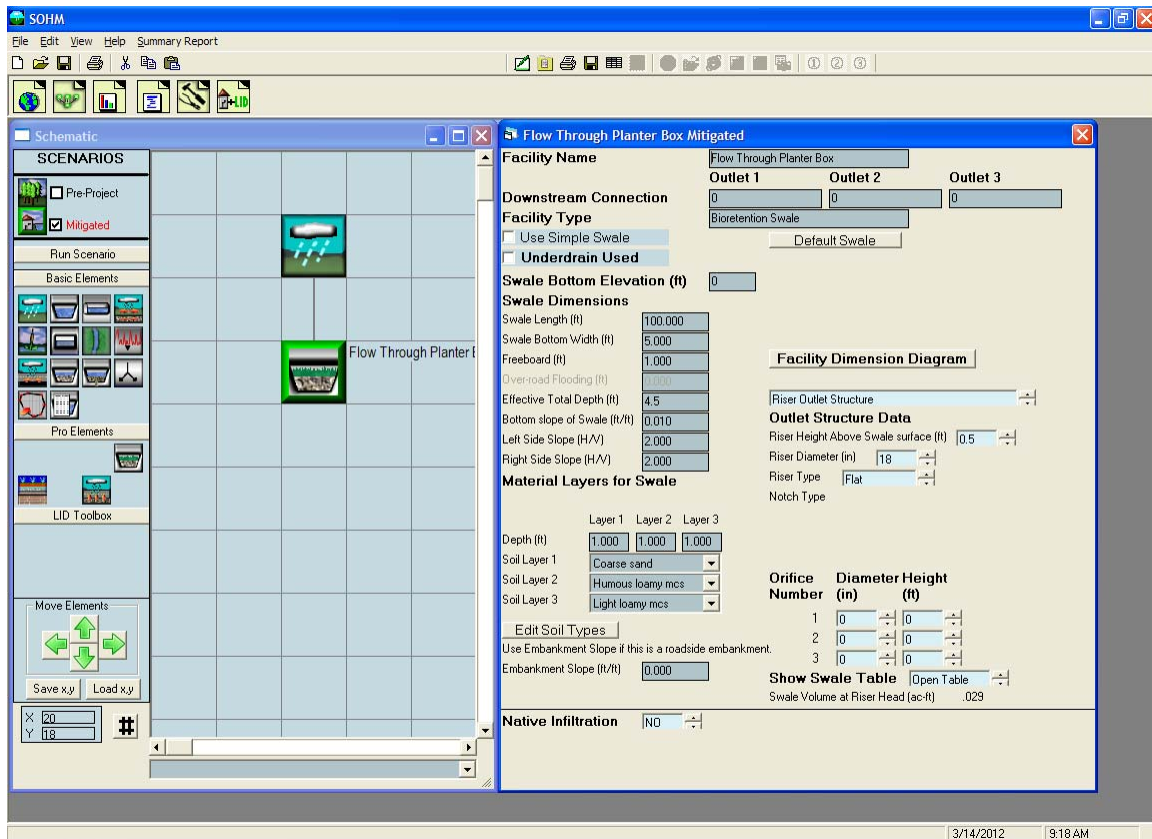 SOHM
File Edit View Help Summary Report
1 2 3
+LID
Schematic
SCENARIOS
Pre-Project
Mitigated
Run Scenario
Basic Elements
Pro Elements
LID Toolbox
Move Elements
Save x,y Load x,y
X 20
Y 18
#
Flow Through Planter
Flow Through Planter Box Mitigated
Facility Name Flow Through Planter Box
Outlet 1 Outlet 2 Outlet 3
Downstream Connection 0 0 0
Facility Type Bioretention Swale
Use Simple Swale Default Swale
Underdrain Used
Swale Bottom Elevation (ft) 0
Swale Dimensions
Swale Length (ft) 100.000
Swale Bottom Width (ft) 5.000
Freeboard (ft) 1.000
Over-road Flooding (ft) 0.000
Effective Total Depth (ft) 4.5
Bottom slope of Swale (ft/ft) 0.010
Left Side Slope (H/V) 2.000
Right Side Slope (H/V) 2.000
Material Layers for Swale
Layer 1 Layer 2 Layer 3
Depth (ft) 1.000 1.000 1.000
Soil Layer 1 Coarse sand
Soil Layer 2 Humous loamy mcs
Soil Layer 3 Light loamy mcs
Edit Soil Types
Use Embankment Slope if this is a roadside embankment.
Embankment Slope (ft/ft) 0.000
Facility Dimension Diagram
Riser Outlet Structure
Outlet Structure Data
Riser Height Above Swale surface (ft) 0.5
Riser Diameter (in) 18
Riser Type Flat
Notch Type
Orifice Diameter Height
Number (in) (ft)
1 0 0
2 0 0
3 0 0
Show Swale Table Open Table
Swale Volume at Riser Head (ac-ft) .029
Native Infiltration NO
3/14/2012 9:18 AM